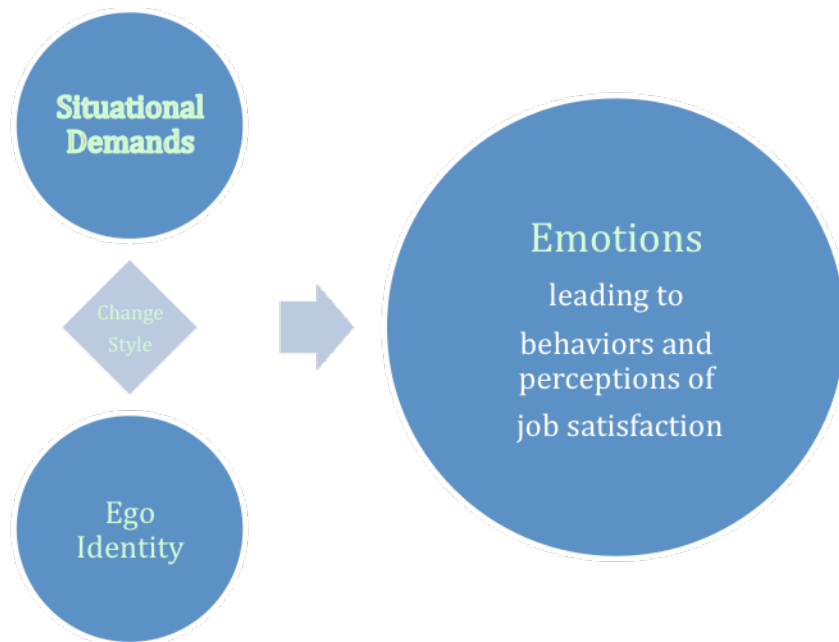 Situational
Demands
Change
Style
Ego
Identity
Emotions
leading to
behaviors and
perceptions of
job satisfaction